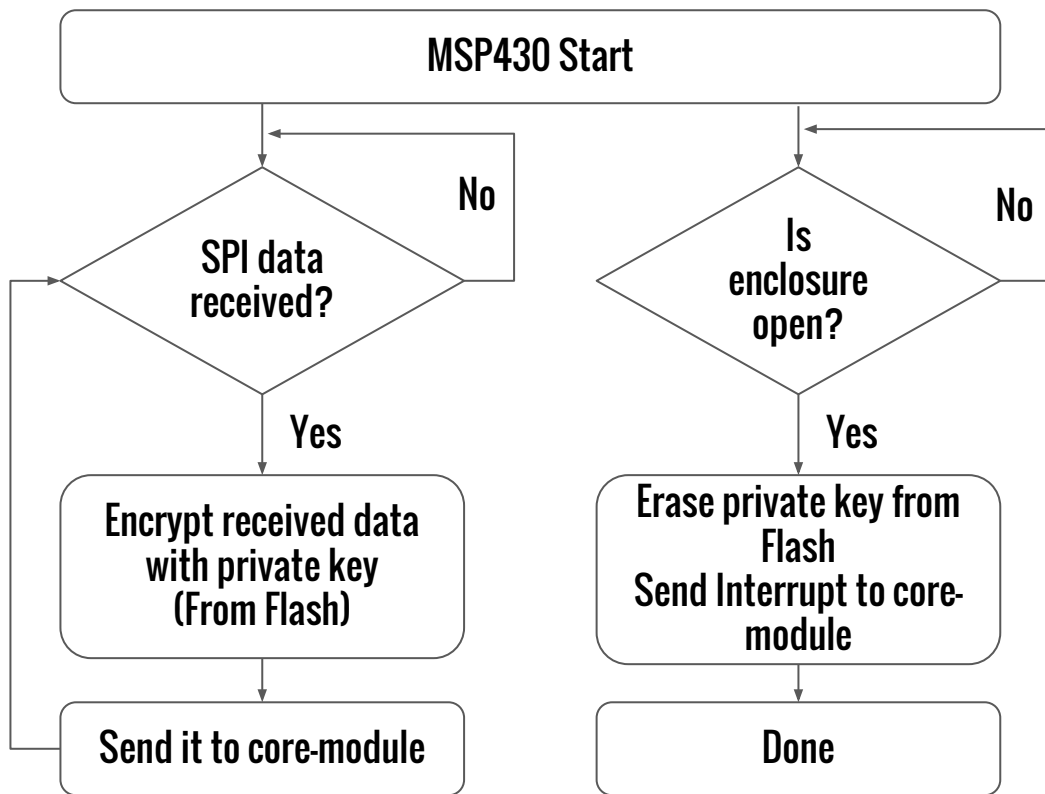 MSP430 Start
SPI data
received?
No
Yes
Encrypt received data
with private key
(From Flash)
Send it to core-module
Is
enclosure
open?
No
Yes
Erase private key from
Flash
Send Interrupt to core-
module
Done